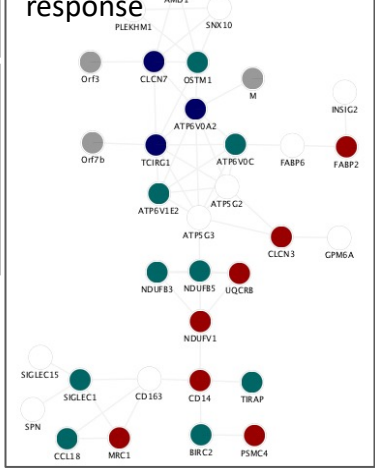 response
AMBT
PLEKHM1
SNX10
Orf3
CLCN7
OSTM1
M
ATP6V0A2
INSIG2
Orf7b
TCIRG1
ATP6V0C
FABP6
FABP2
ATP6V1E2
ATP5G2
ATP5G3
CLCN3
GPM6A
NDUFB3
NDUFB5
UQCRB
NDUFV1
SIGLEC15
SIGLEC1
CD163
CD14
TIRAP
SPN
CCL18
MRC1
BIRC2
PSMC4